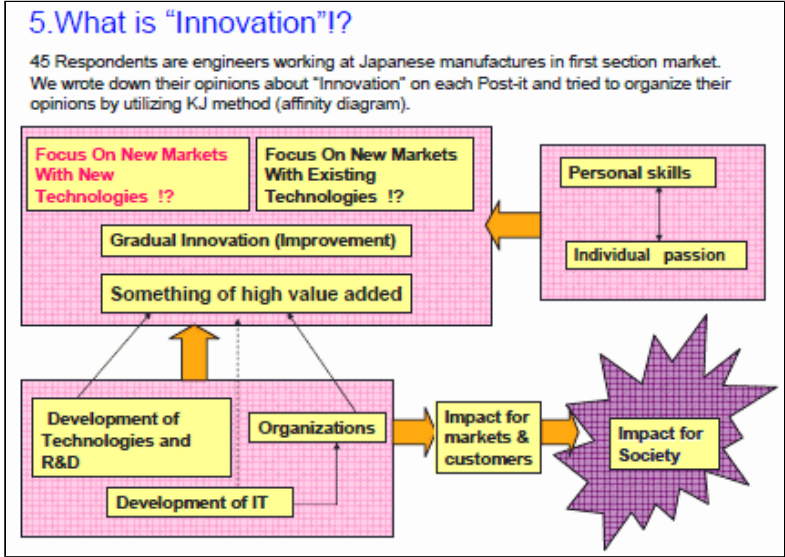 5.What is “Innovation”!?
45 Respondents are engineers working at Japanese manufactures in first section market.
We wrote down their opinions about “Innovation” on each Post-it and tried to organize their
opinions by utilizing KJ method (affinity diagram).
Focus On New Markets
With New
Technologies !?
Focus On New Markets
With Existing
Technologies !?
Gradual Innovation (Improvement)
Something of high value added
Personal skills
Individual passion
Development of
Technologies and
R&D
Organizations
Development of IT
Impact for
markets &
customers
Impact for
Society